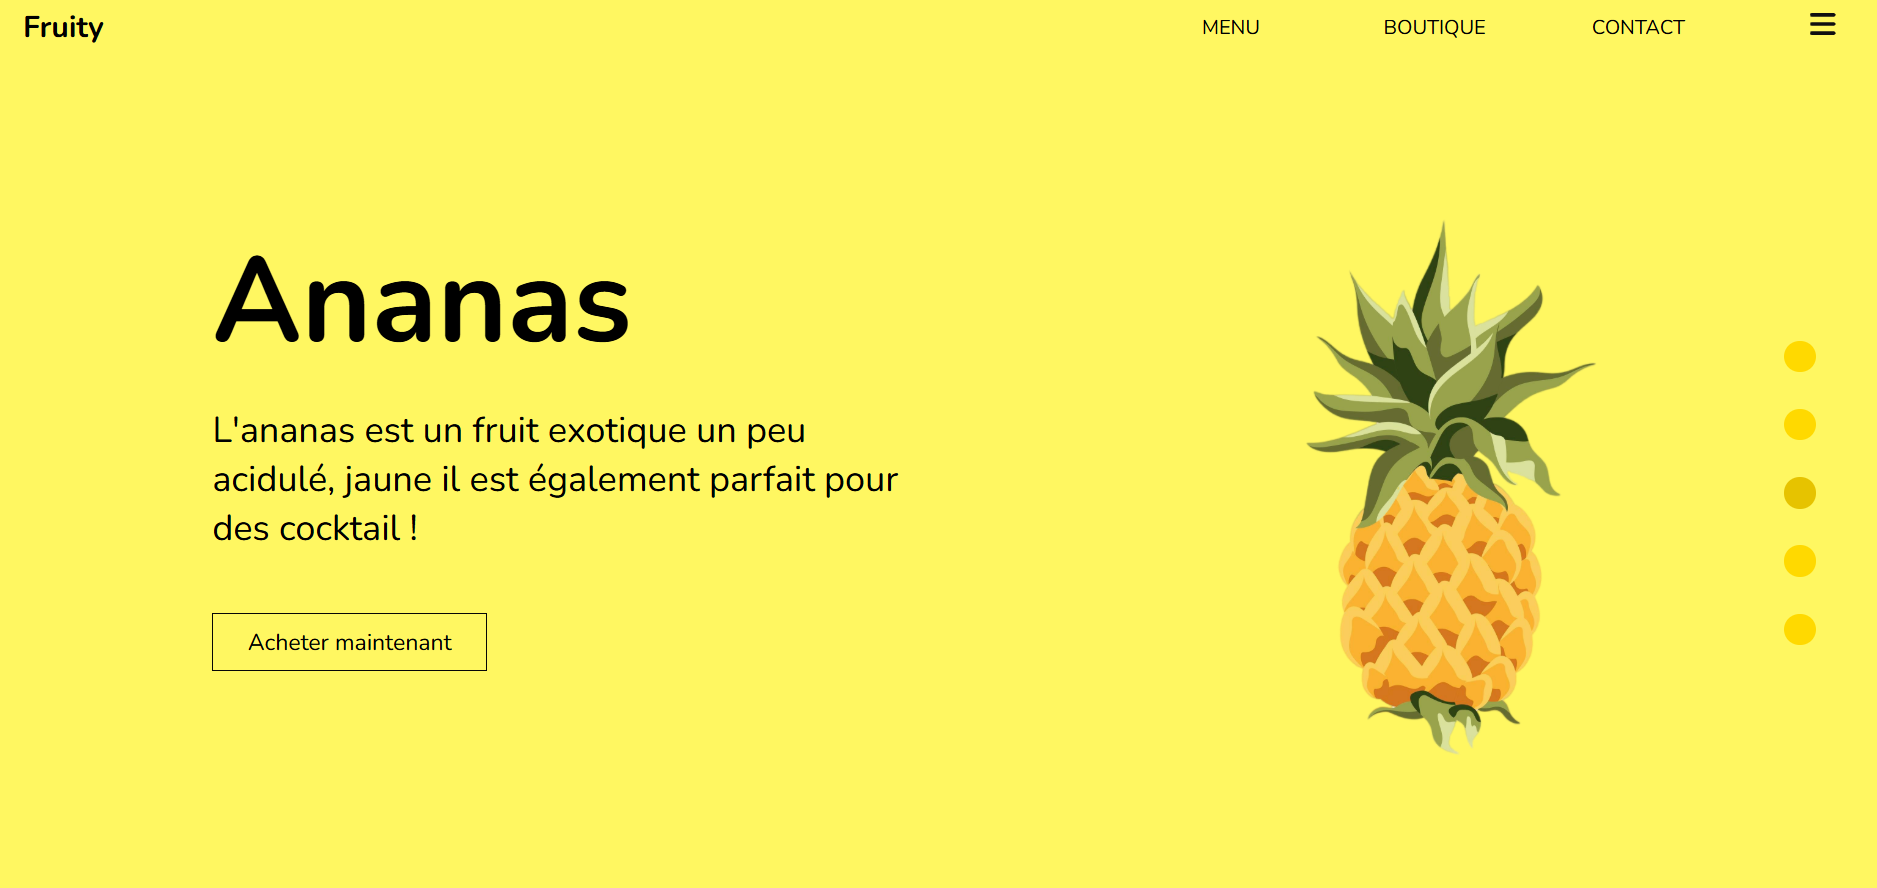 Fruity
MENU
BOUTIQUE
CONTACT
Ananas
L'ananas est un fruit exotique un peu
acidulé, jaune il est également parfait pour
des cocktail !
Acheter maintenant